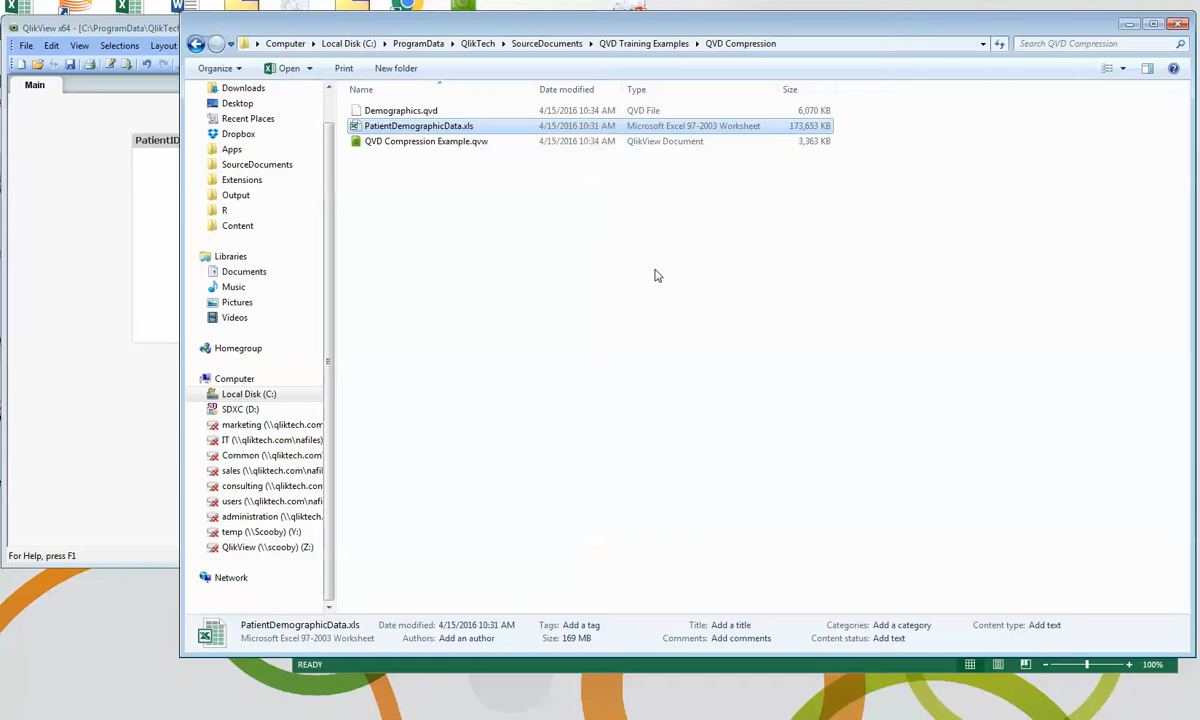 QlikView x64 - [C:\ProgramData\QlikTech
File Edit View Selections Layout
Main
PatientID
For Help, press F1
Computer Local Disk (C:) ProgramData QlikTech SourceDocuments QVD Training Examples QVD Compression
Search QVD Compression
Organize Open Print New folder
Name Date modified Type Size
Demographics.qvd 4/15/2016 10:34 AM QVD File 6,070 KB
PatientDemographicData.xls 4/15/2016 10:31 AM Microsoft Excel 97-2003 Worksheet 173,653 KB
QVD Compression Example.qvw 4/15/2016 10:34 AM QlikView Document 3,363 KB
Downloads
Desktop
Recent Places
Dropbox
Apps
SourceDocuments
Extensions
Output
R
Content
Libraries
Documents
Music
Pictures
Videos
Homegroup
Computer
Local Disk (C:)
SDXC (D:)
marketing (\\qliktech.com\nafiles
IT (\\qliktech.com\nafiles)
Common (\\qliktech.com\nafiles
sales (\\qliktech.com\nafil
consulting (\\qliktech.com\nafiles
users (\\qliktech.com\nafil
administration (\\qliktech.
temp (\\Scooby) (Y:)
QlikView (\\scooby) (Z:)
Network
PatientDemographicData.xls Date modified: 4/15/2016 10:31 AM Tags: Add a tag Title: Add a title Categories: Add a category Content type: Add text
Microsoft Excel 97-2003 Worksheet Authors: Add an author Size: 169 MB Comments: Add comments Content status: Add text
READY
100%